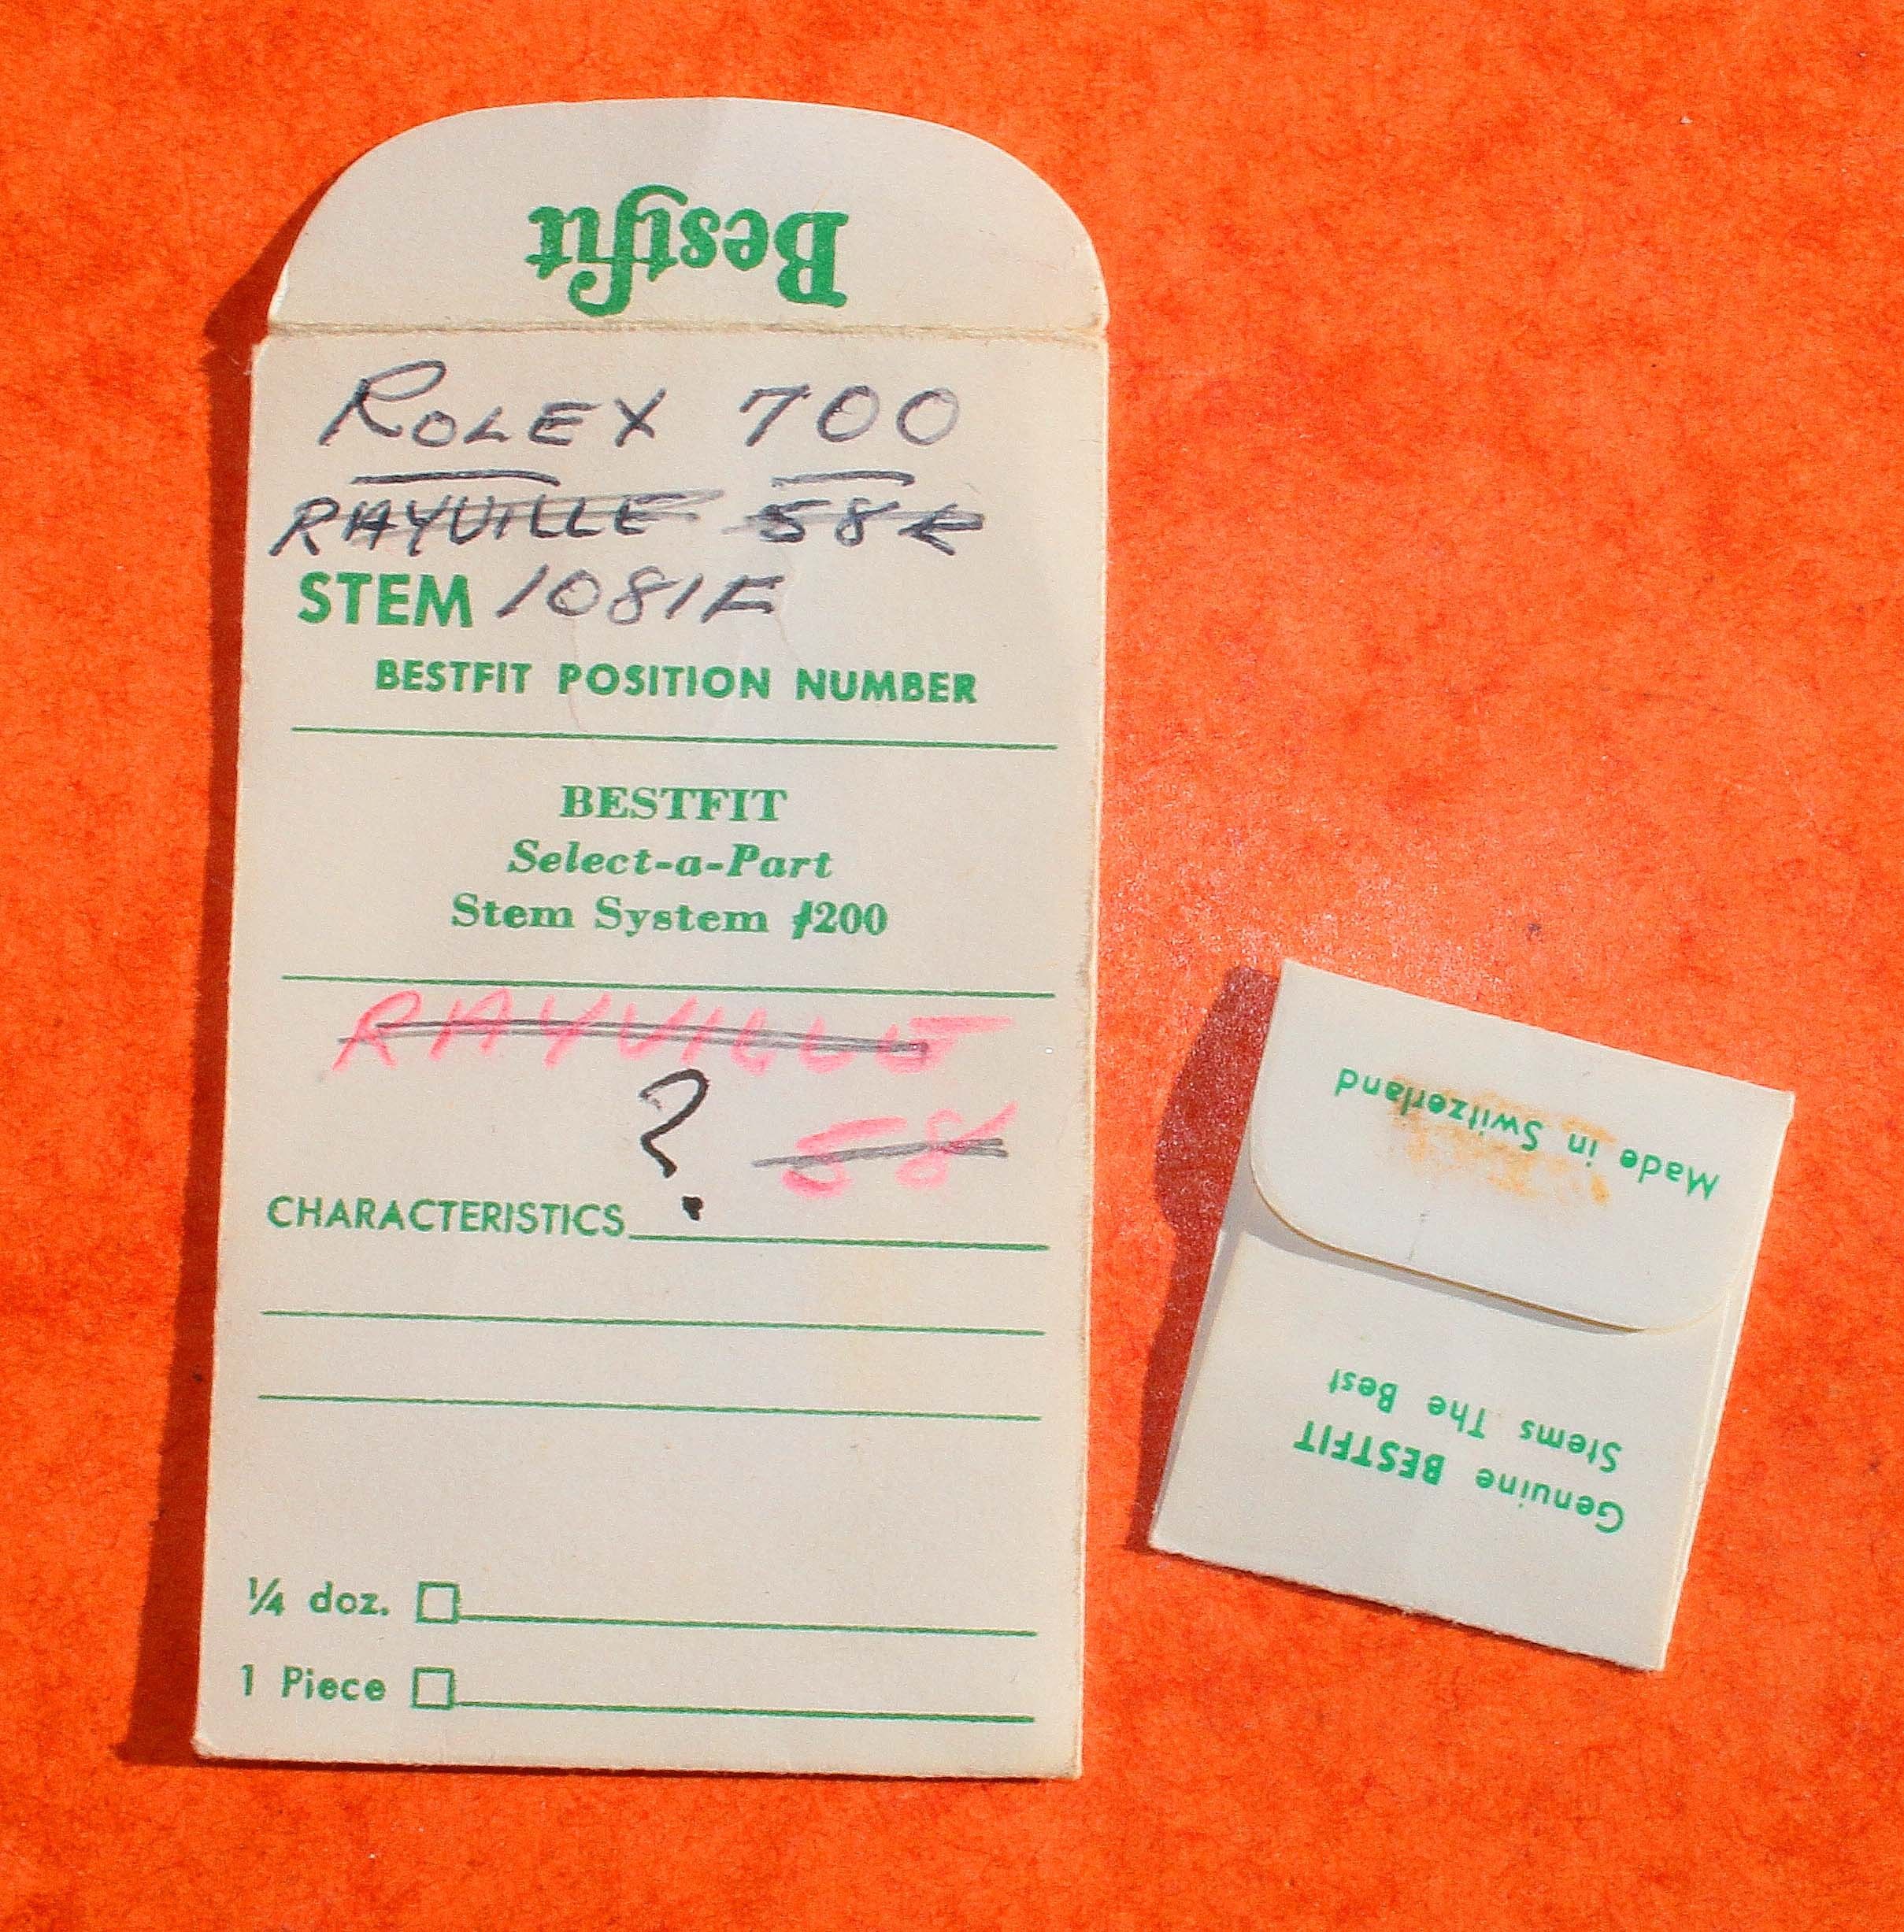 Bestfit
ROLEX 700
RAYVILLE 58
STEM 1081F
BESTFIT POSITION NUMBER
BESTFIT
Select-a-Part
Stem System #200
RAYVILLE
?
58
CHARACTERISTICS
1/4 doz.
1 Piece
Genuine BESTFIT
Stems The Best
Made in Switzerland